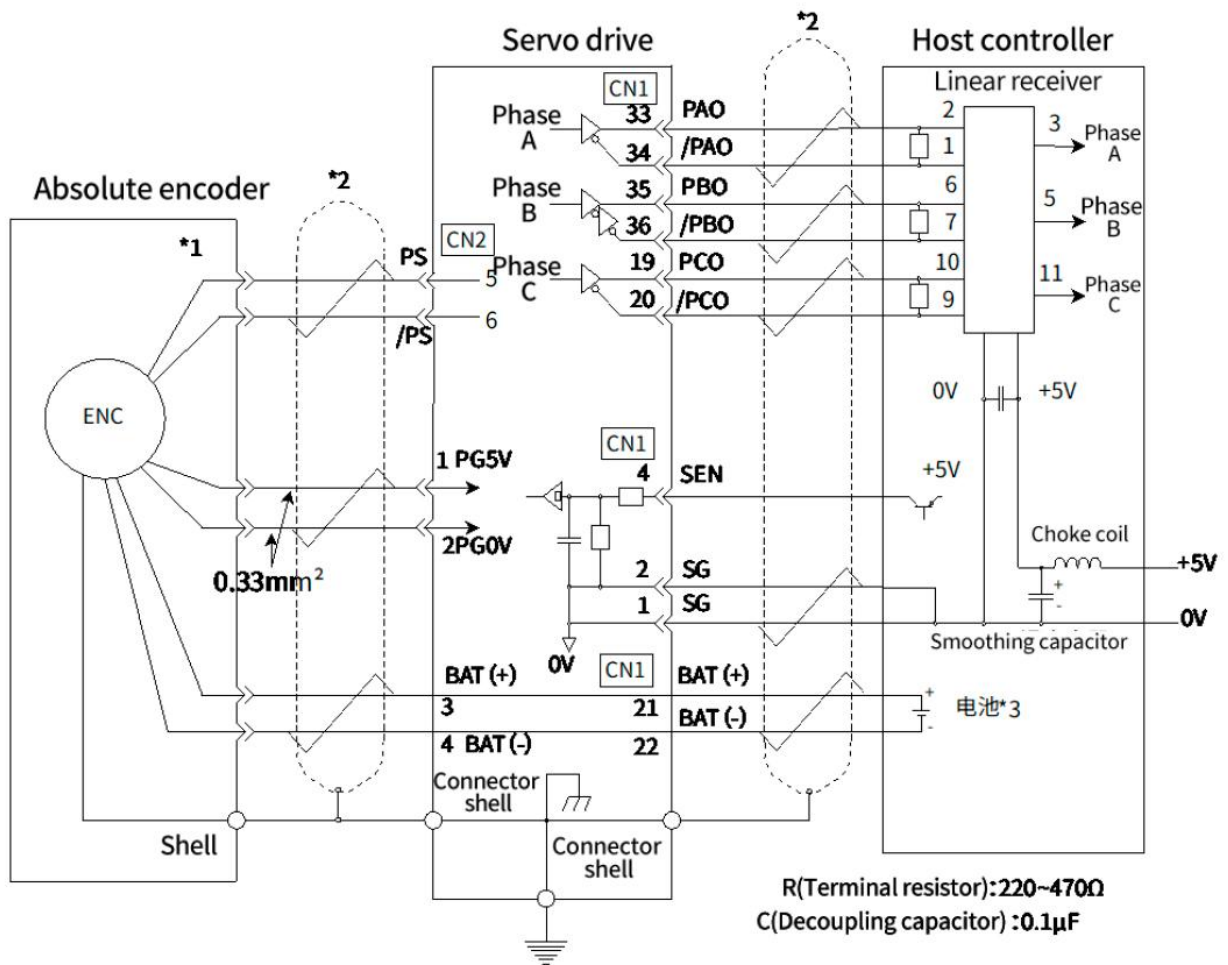 Servo drive
*2
Host controller
Absolute encoder
*2
*1
CN1
Linear receiver
Phase
A
33
PAO
2
3
Phase
A
34
/PAO
1
Phase
B
35
PBO
6
5
Phase
B
36
/PBO
7
CN2
PS
5
Phase
C
19
PCO
10
11
Phase
C
20
/PCO
9
6
/PS
ENC
0V
+5V
CN1
1 PG5V
4
SEN
+5V
2PG0V
0.33mm²
Choke coil
+5V
2
SG
+
-
1
SG
0V
0V
Smoothing capacitor
BAT (+)
CN1
BAT (+)
3
21
+
电池*3
BAT (-)
-
4 BAT (-)
22
Connector
shell
Shell
Connector
shell
R(Terminal resistor):220~470Ω
C(Decoupling capacitor) :0.1μF